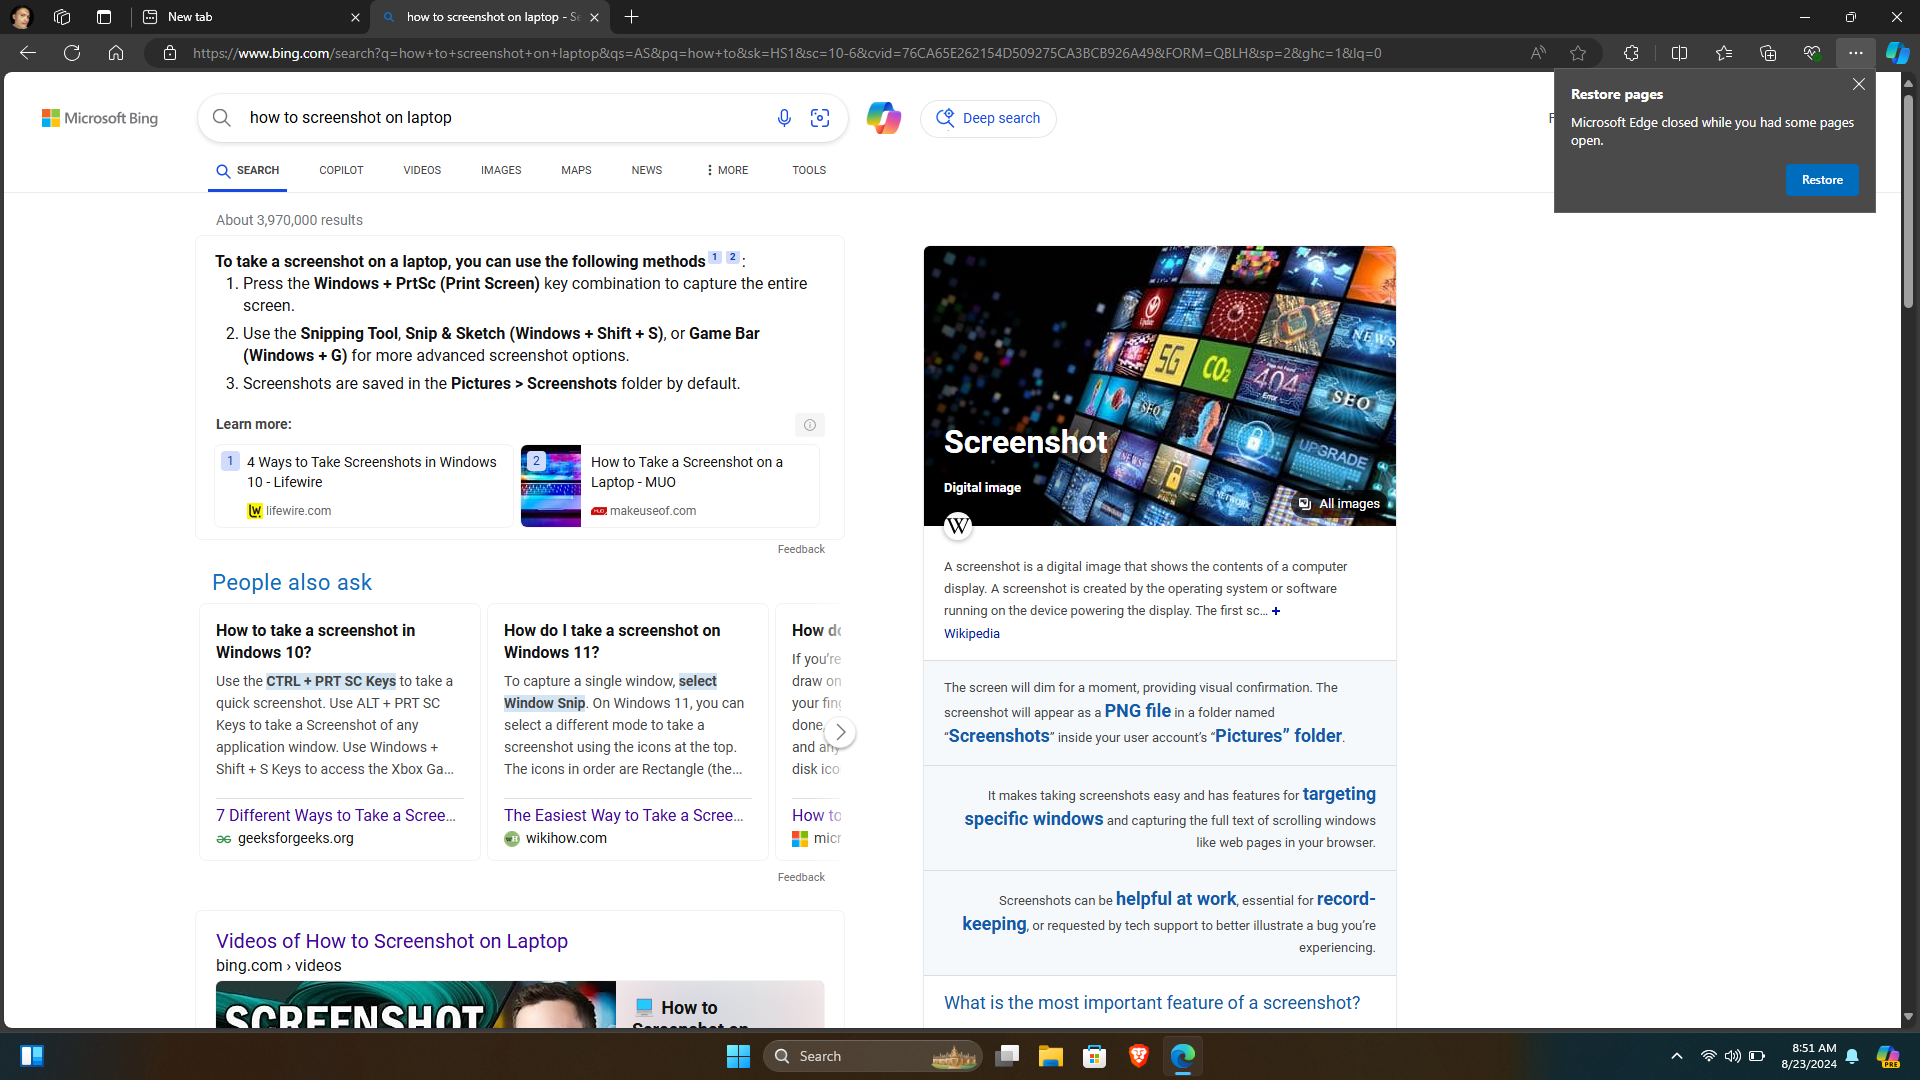 New tab
how to screenshot on laptop - Se
https://www.bing.com/search?q=how+to+screenshot+on+laptop&qs=AS&pq=how+to&sk=HS1&sc=10-6&cvid=76CA65E262154D509275CA3BCB926A49&FORM=QBLH&sp=2&ghc=1&lq=0
Restore pages
Microsoft Edge closed while you had some pages
open.
Restore
Microsoft Bing
how to screenshot on laptop
Deep search
SEARCH
COPILOT
VIDEOS
IMAGES
MAPS
NEWS
MORE
TOOLS
About 3,970,000 results
To take a screenshot on a laptop, you can use the following methods 1 2 :
1. Press the Windows + PrtSc (Print Screen) key combination to capture the entire
screen.
2. Use the Snipping Tool, Snip & Sketch (Windows + Shift + S), or Game Bar
(Windows + G) for more advanced screenshot options.
3. Screenshots are saved in the Pictures > Screenshots folder by default.
Learn more:
1 4 Ways to Take Screenshots in Windows
10 - Lifewire
lifewire.com
2 How to Take a Screenshot on a
Laptop - MUO
makeuseof.com
Feedback
People also ask
How to take a screenshot in
Windows 10?
Use the CTRL + PRT SC Keys to take a
quick screenshot. Use ALT + PRT SC
Keys to take a Screenshot of any
application window. Use Windows +
Shift + S Keys to access the Xbox Ga...
7 Different Ways to Take a Scree...
geeksforgeeks.org
How do I take a screenshot on
Windows 11?
To capture a single window, select
Window Snip. On Windows 11, you can
select a different mode to take a
screenshot using the icons at the top.
The icons in order are Rectangle (the...
The Easiest Way to Take a Scree...
wikihow.com
How do
If you're
draw on
your fing
done,
and any
disk ico
How to
micr
Feedback
Videos of How to Screenshot on Laptop
bing.com › videos
SCREENSHOT
How to
Screenshot on
Update
NEWS
5G
CO2
404
Error
SEO
SEO
UPGRADE
NETWORK
Screenshot
Digital image
All images
W
A screenshot is a digital image that shows the contents of a computer
display. A screenshot is created by the operating system or software
running on the device powering the display. The first sc... +
Wikipedia
The screen will dim for a moment, providing visual confirmation. The
screenshot will appear as a PNG file in a folder named
“Screenshots” inside your user account’s “Pictures” folder.
It makes taking screenshots easy and has features for targeting
specific windows and capturing the full text of scrolling windows
like web pages in your browser.
Screenshots can be helpful at work, essential for record-
keeping, or requested by tech support to better illustrate a bug you’re
experiencing.
What is the most important feature of a screenshot?
Search
8:51 AM
8/23/2024
PRE